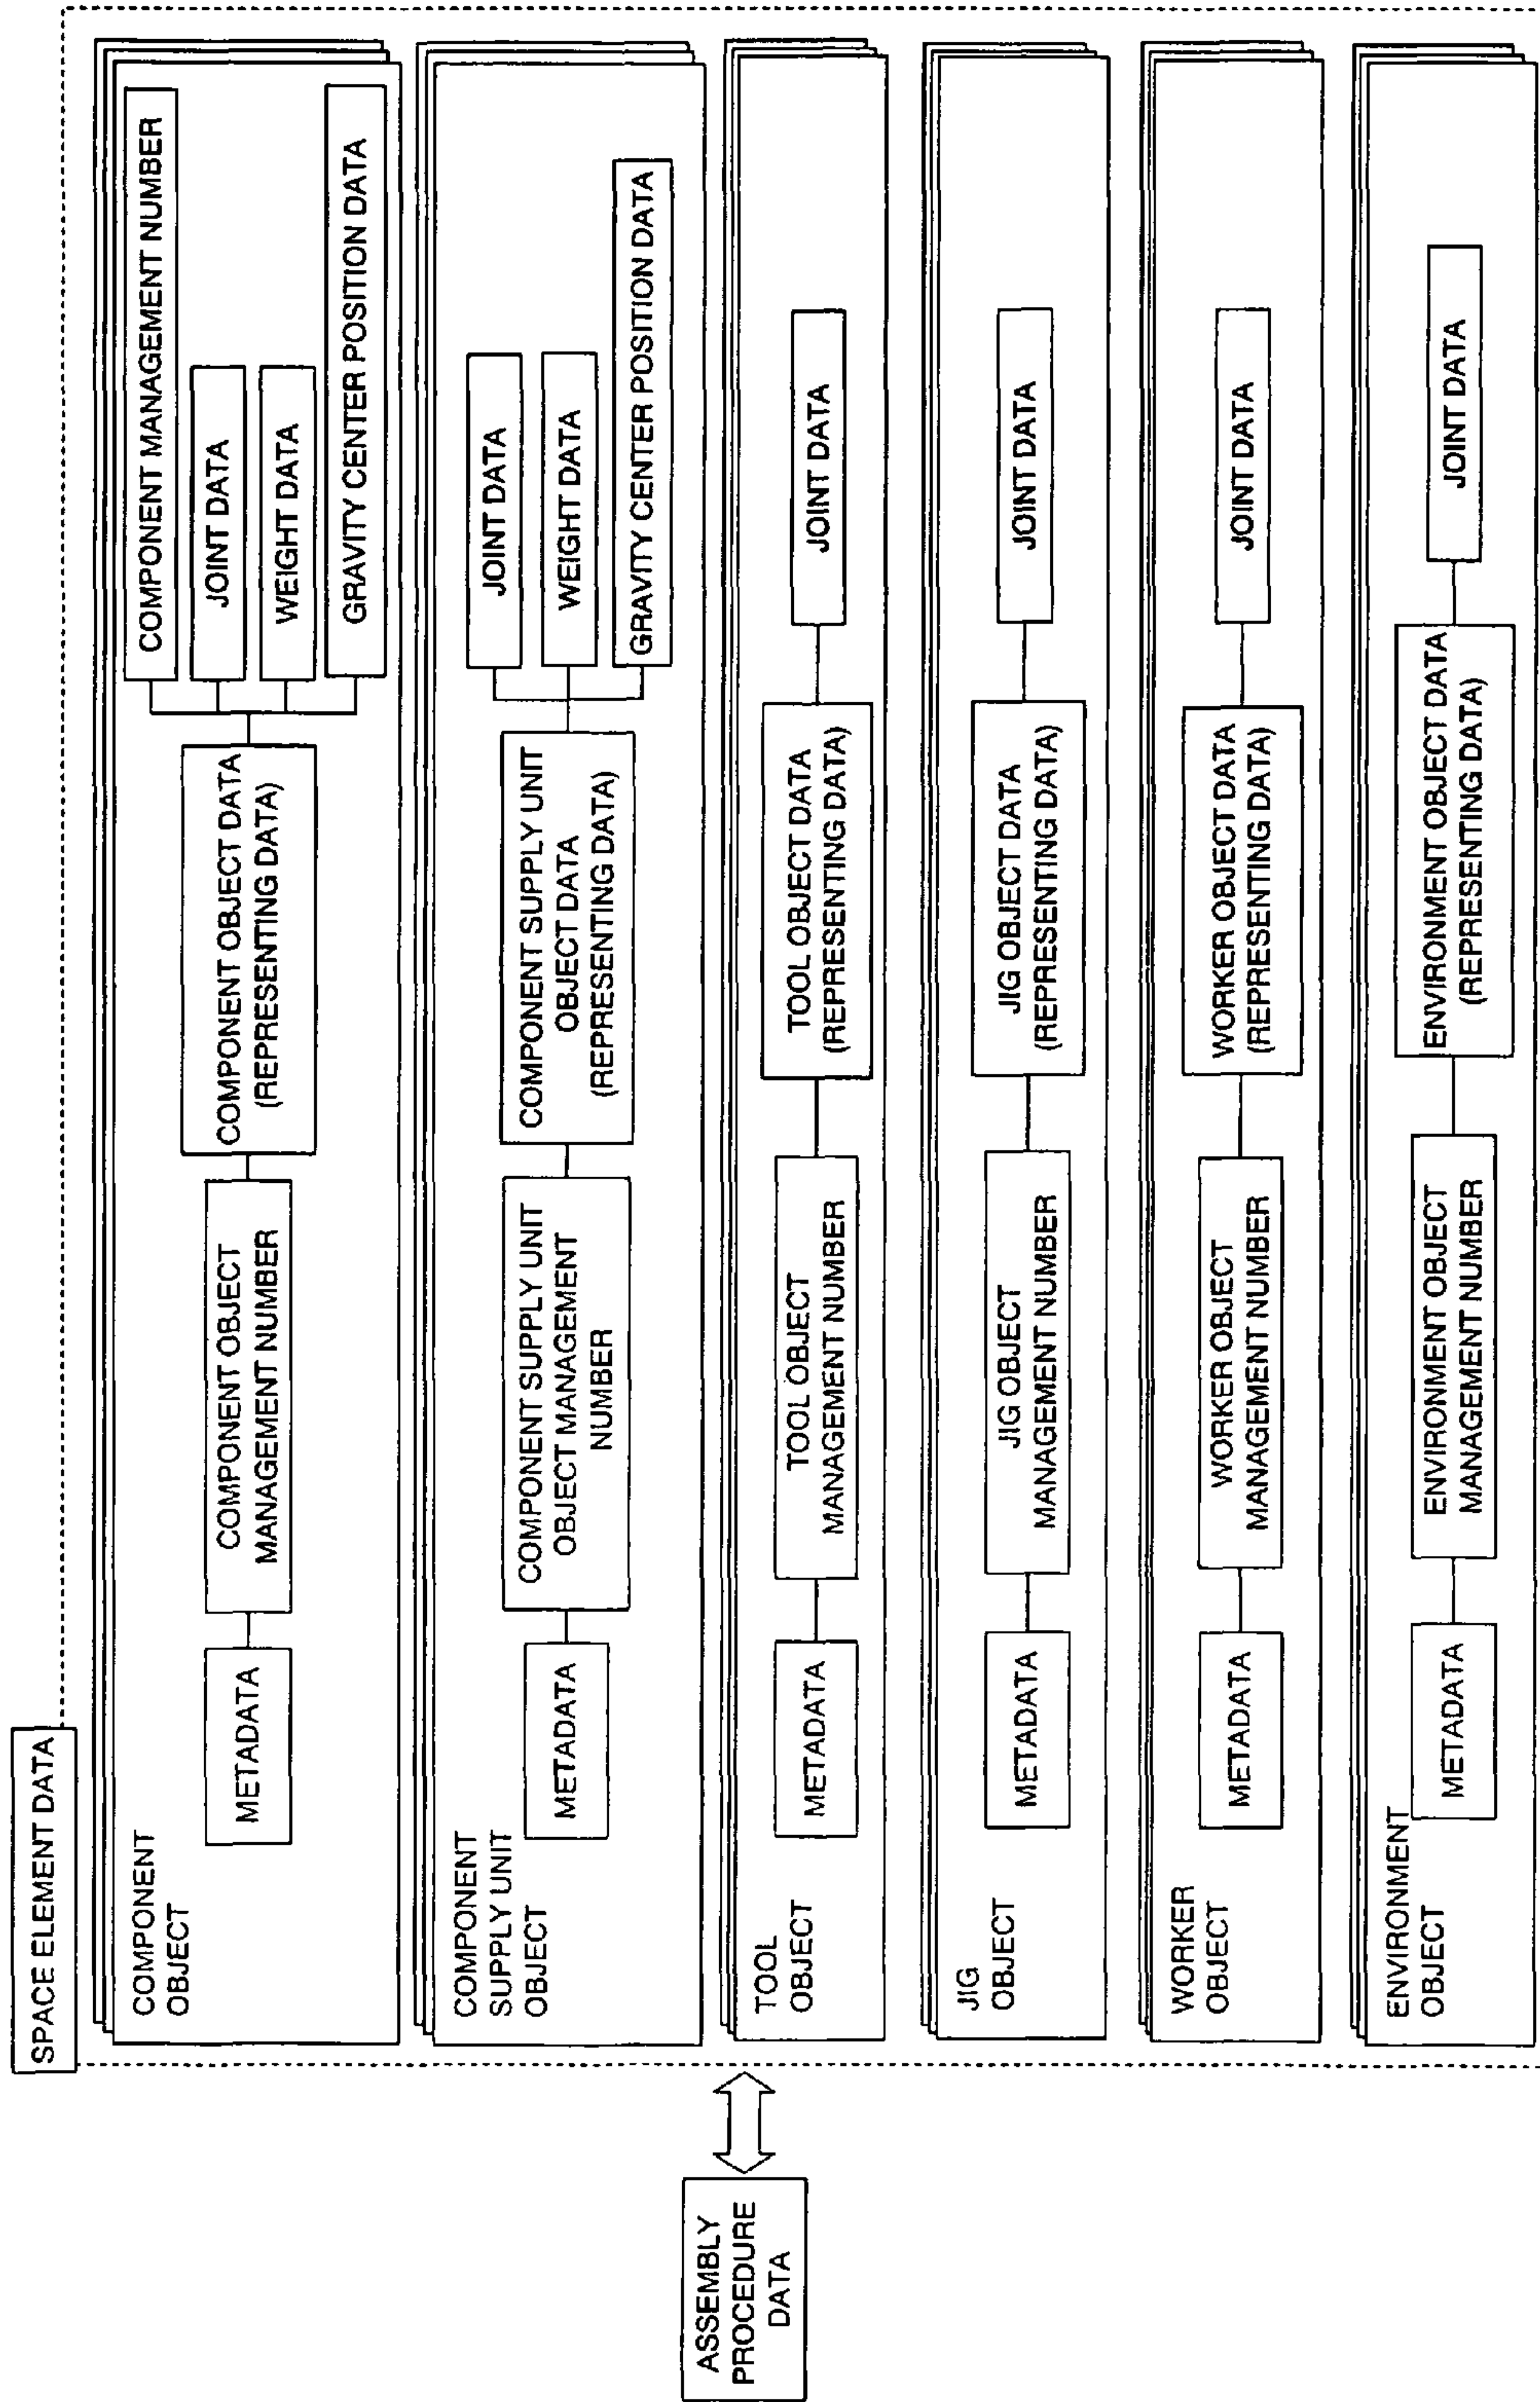 SPACE ELEMENT DATA
ASSEMBLY
PROCEDURE
DATA
COMPONENT
OBJECT
METADATA
COMPONENT OBJECT
MANAGEMENT NUMBER
COMPONENT OBJECT DATA
(REPRESENTING DATA)
COMPONENT MANAGEMENT NUMBER
JOINT DATA
WEIGHT DATA
GRAVITY CENTER POSITION DATA
COMPONENT
SUPPLY UNIT
OBJECT
METADATA
COMPONENT SUPPLY UNIT
OBJECT MANAGEMENT
NUMBER
COMPONENT SUPPLY UNIT
OBJECT DATA
(REPRESENTING DATA)
JOINT DATA
WEIGHT DATA
GRAVITY CENTER POSITION DATA
TOOL
OBJECT
METADATA
TOOL OBJECT
MANAGEMENT NUMBER
TOOL OBJECT DATA
(REPRESENTING DATA)
JOINT DATA
JIG
OBJECT
METADATA
JIG OBJECT
MANAGEMENT NUMBER
JIG OBJECT DATA
(REPRESENTING DATA)
JOINT DATA
WORKER
OBJECT
METADATA
WORKER OBJECT
MANAGEMENT NUMBER
WORKER OBJECT DATA
(REPRESENTING DATA)
JOINT DATA
ENVIRONMENT
OBJECT
METADATA
ENVIRONMENT OBJECT
MANAGEMENT NUMBER
ENVIRONMENT OBJECT DATA
(REPRESENTING DATA)
JOINT DATA